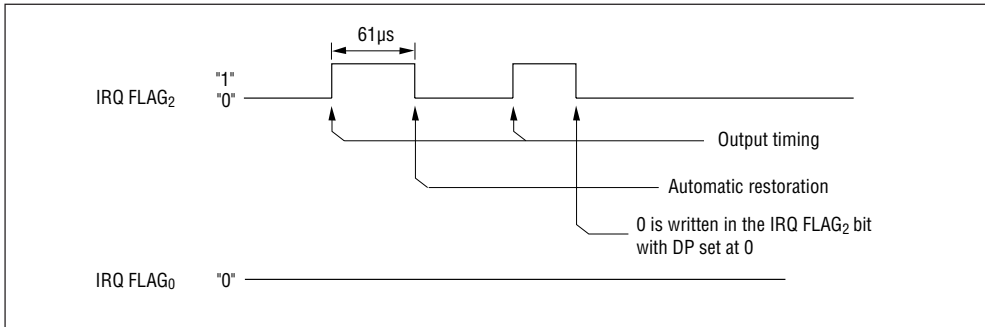 61μs
"1"
IRQ FLAG₂ "0"
Output timing
Automatic restoration
0 is written in the IRQ FLAG₂ bit
with DP set at 0
IRQ FLAG₀ "0"